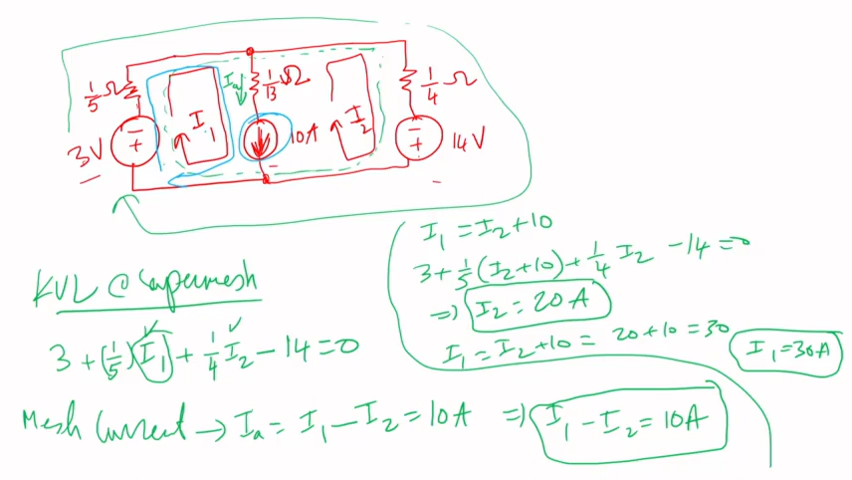 1/5 Ω
Ia
1/13 Ω
1/4 Ω
I₁
I₂
3V
10A
14V
− +
− +
I₁ = I₂+10
3+1/5(I₂+10)+1/4 I₂ −14=0
⇒ I₂ = 20A
I₁ = I₂+10 = 20+10=30
I₁=30A
KVL @ Supermesh
3 +(1/5)I₁ + 1/4 I₂ −14=0
Mesh Current → Ia = I₁ − I₂ = 10A ⇒ I₁ − I₂ = 10A